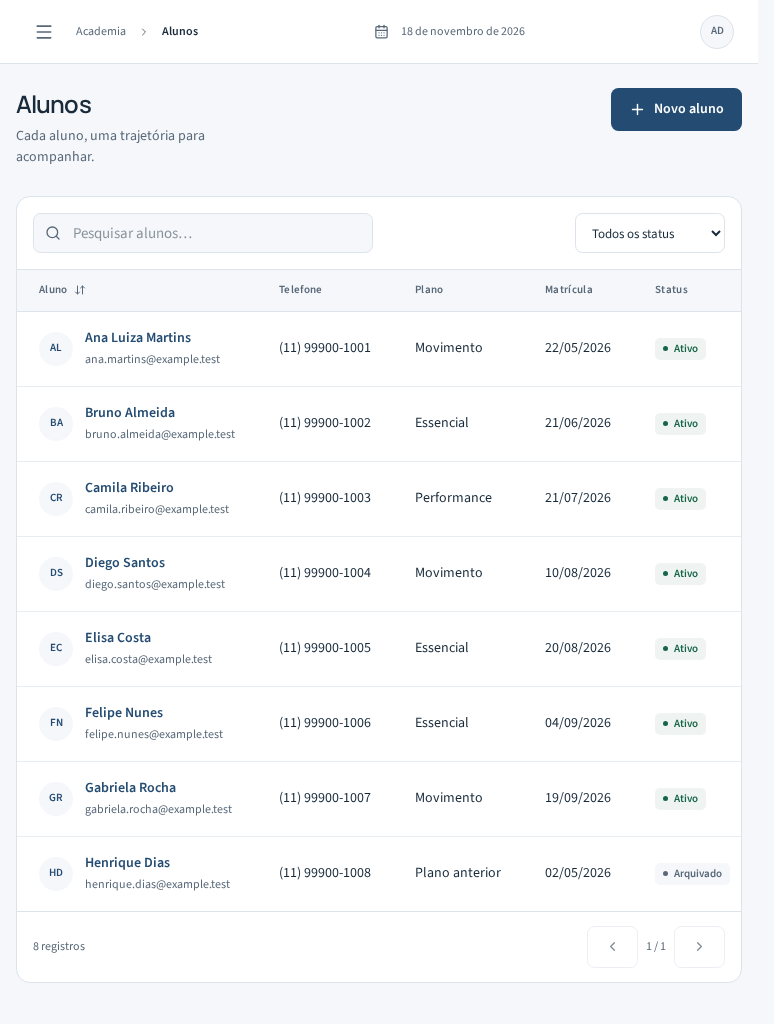 Academia
Alunos
18 de novembro de 2026
AD
Alunos
Cada aluno, uma trajetória para
acompanhar.
Novo aluno
Pesquisar alunos...
Todos os status
Aluno Telefone Plano Matrícula Status
AL Ana Luiza Martins
ana.martins@example.test
(11) 99900-1001 Movimento 22/05/2026 Ativo
BA Bruno Almeida
bruno.almeida@example.test
(11) 99900-1002 Essencial 21/06/2026 Ativo
CR Camila Ribeiro
camila.ribeiro@example.test
(11) 99900-1003 Performance 21/07/2026 Ativo
DS Diego Santos
diego.santos@example.test
(11) 99900-1004 Movimento 10/08/2026 Ativo
EC Elisa Costa
elisa.costa@example.test
(11) 99900-1005 Essencial 20/08/2026 Ativo
FN Felipe Nunes
felipe.nunes@example.test
(11) 99900-1006 Essencial 04/09/2026 Ativo
GR Gabriela Rocha
gabriela.rocha@example.test
(11) 99900-1007 Movimento 19/09/2026 Ativo
HD Henrique Dias
henrique.dias@example.test
(11) 99900-1008 Plano anterior 02/05/2026 Arquivado
8 registros
1 / 1